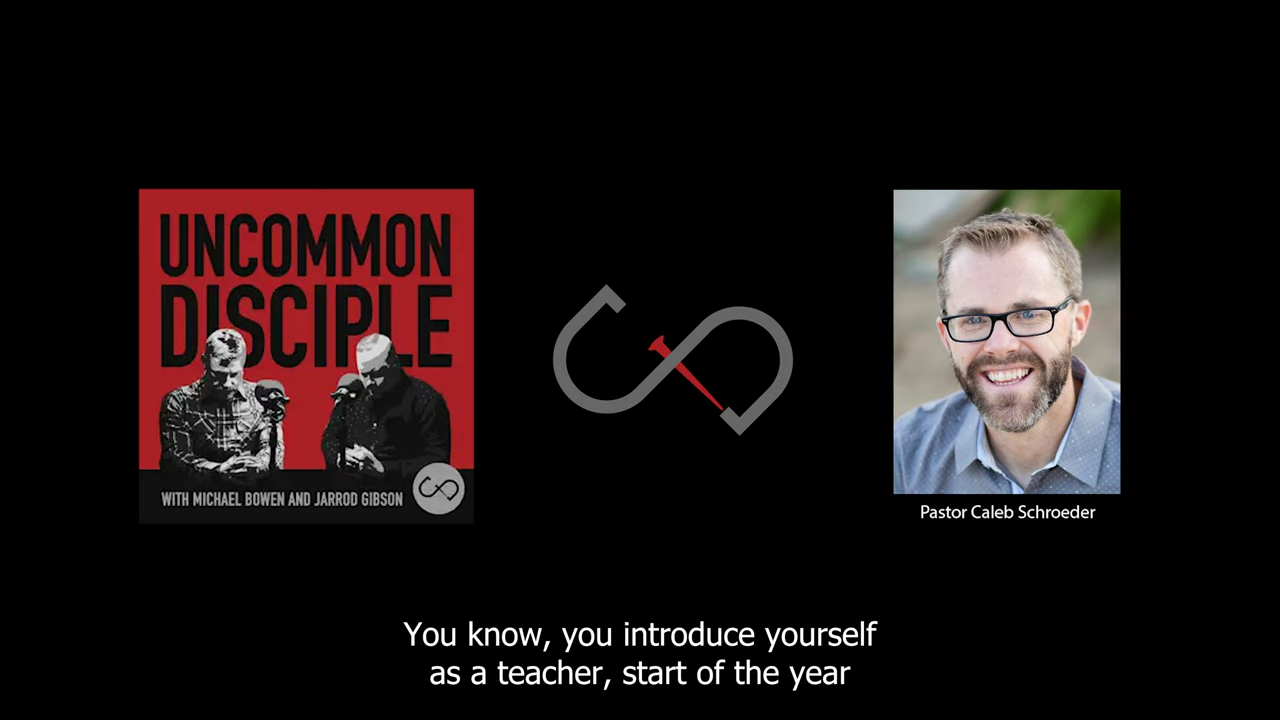 UNCOMMON
DISCIPLE
WITH MICHAEL BOWEN AND JARROD GIBSON
Pastor Caleb Schroeder
You know, you introduce yourself
as a teacher, start of the year